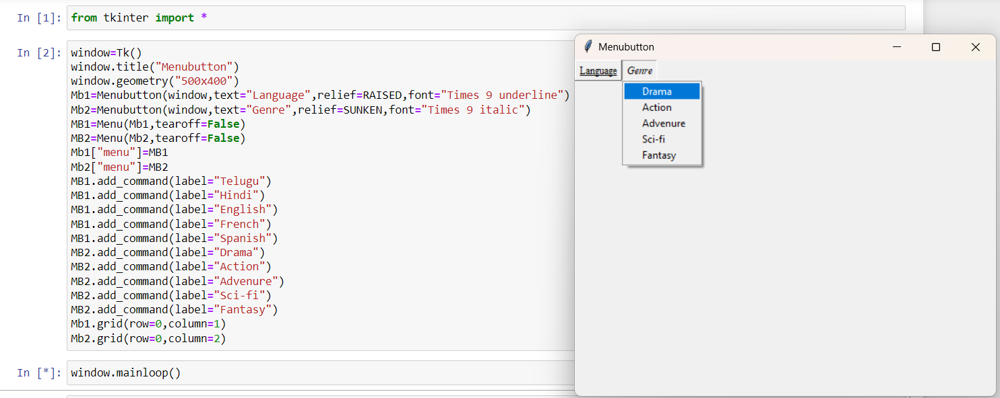 In [1]: from tkinter import *
In [2]: window=Tk()
window.title("Menubutton")
window.geometry("500x400")
Mb1=Menubutton(window,text="Language",relief=RAISED,font="Times 9 underline")
Mb2=Menubutton(window,text="Genre",relief=SUNKEN,font="Times 9 italic")
MB1=Menu(Mb1,tearoff=False)
MB2=Menu(Mb2,tearoff=False)
Mb1["menu"]=MB1
Mb2["menu"]=MB2
MB1.add_command(label="Telugu")
MB1.add_command(label="Hindi")
MB1.add_command(label="English")
MB1.add_command(label="French")
MB1.add_command(label="Spanish")
MB2.add_command(label="Drama")
MB2.add_command(label="Action")
MB2.add_command(label="Advenure")
MB2.add_command(label="Sci-fi")
MB2.add_command(label="Fantasy")
Mb1.grid(row=0,column=1)
Mb2.grid(row=0,column=2)
In [*]: window.mainloop()
Menubutton
Language Genre
Drama
Action
Advenure
Sci-fi
Fantasy